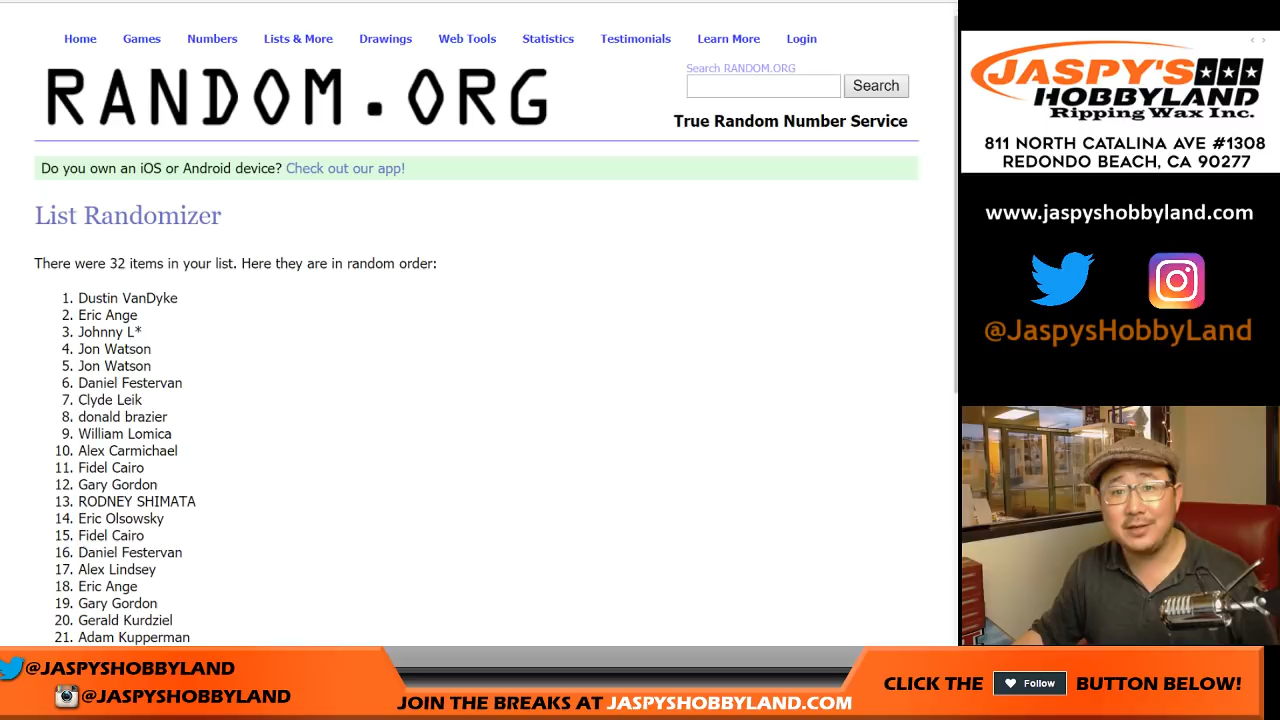 Home Games Numbers Lists & More Drawings Web Tools Statistics Testimonials Learn More Login
RANDOM.ORG
Search RANDOM.ORG
Search
True Random Number Service
Do you own an iOS or Android device? Check out our app!
List Randomizer
There were 32 items in your list. Here they are in random order:
1. Dustin VanDyke
2. Eric Ange
3. Johnny L*
4. Jon Watson
5. Jon Watson
6. Daniel Festervan
7. Clyde Leik
8. donald brazier
9. William Lomica
10. Alex Carmichael
11. Fidel Cairo
12. Gary Gordon
13. RODNEY SHIMATA
14. Eric Olsowsky
15. Fidel Cairo
16. Daniel Festervan
17. Alex Lindsey
18. Eric Ange
19. Gary Gordon
20. Gerald Kurdziel
21. Adam Kupperman
JASPY'S
HOBBYLAND
Ripping Wax Inc.
811 NORTH CATALINA AVE #1308
REDONDO BEACH, CA 90277
www.jaspyshobbyland.com
@JaspysHobbyLand
@JASPYSHOBBYLAND
@JASPYSHOBBYLAND
JOIN THE BREAKS AT JASPYSHOBBYLAND.COM
CLICK THE Follow BUTTON BELOW!